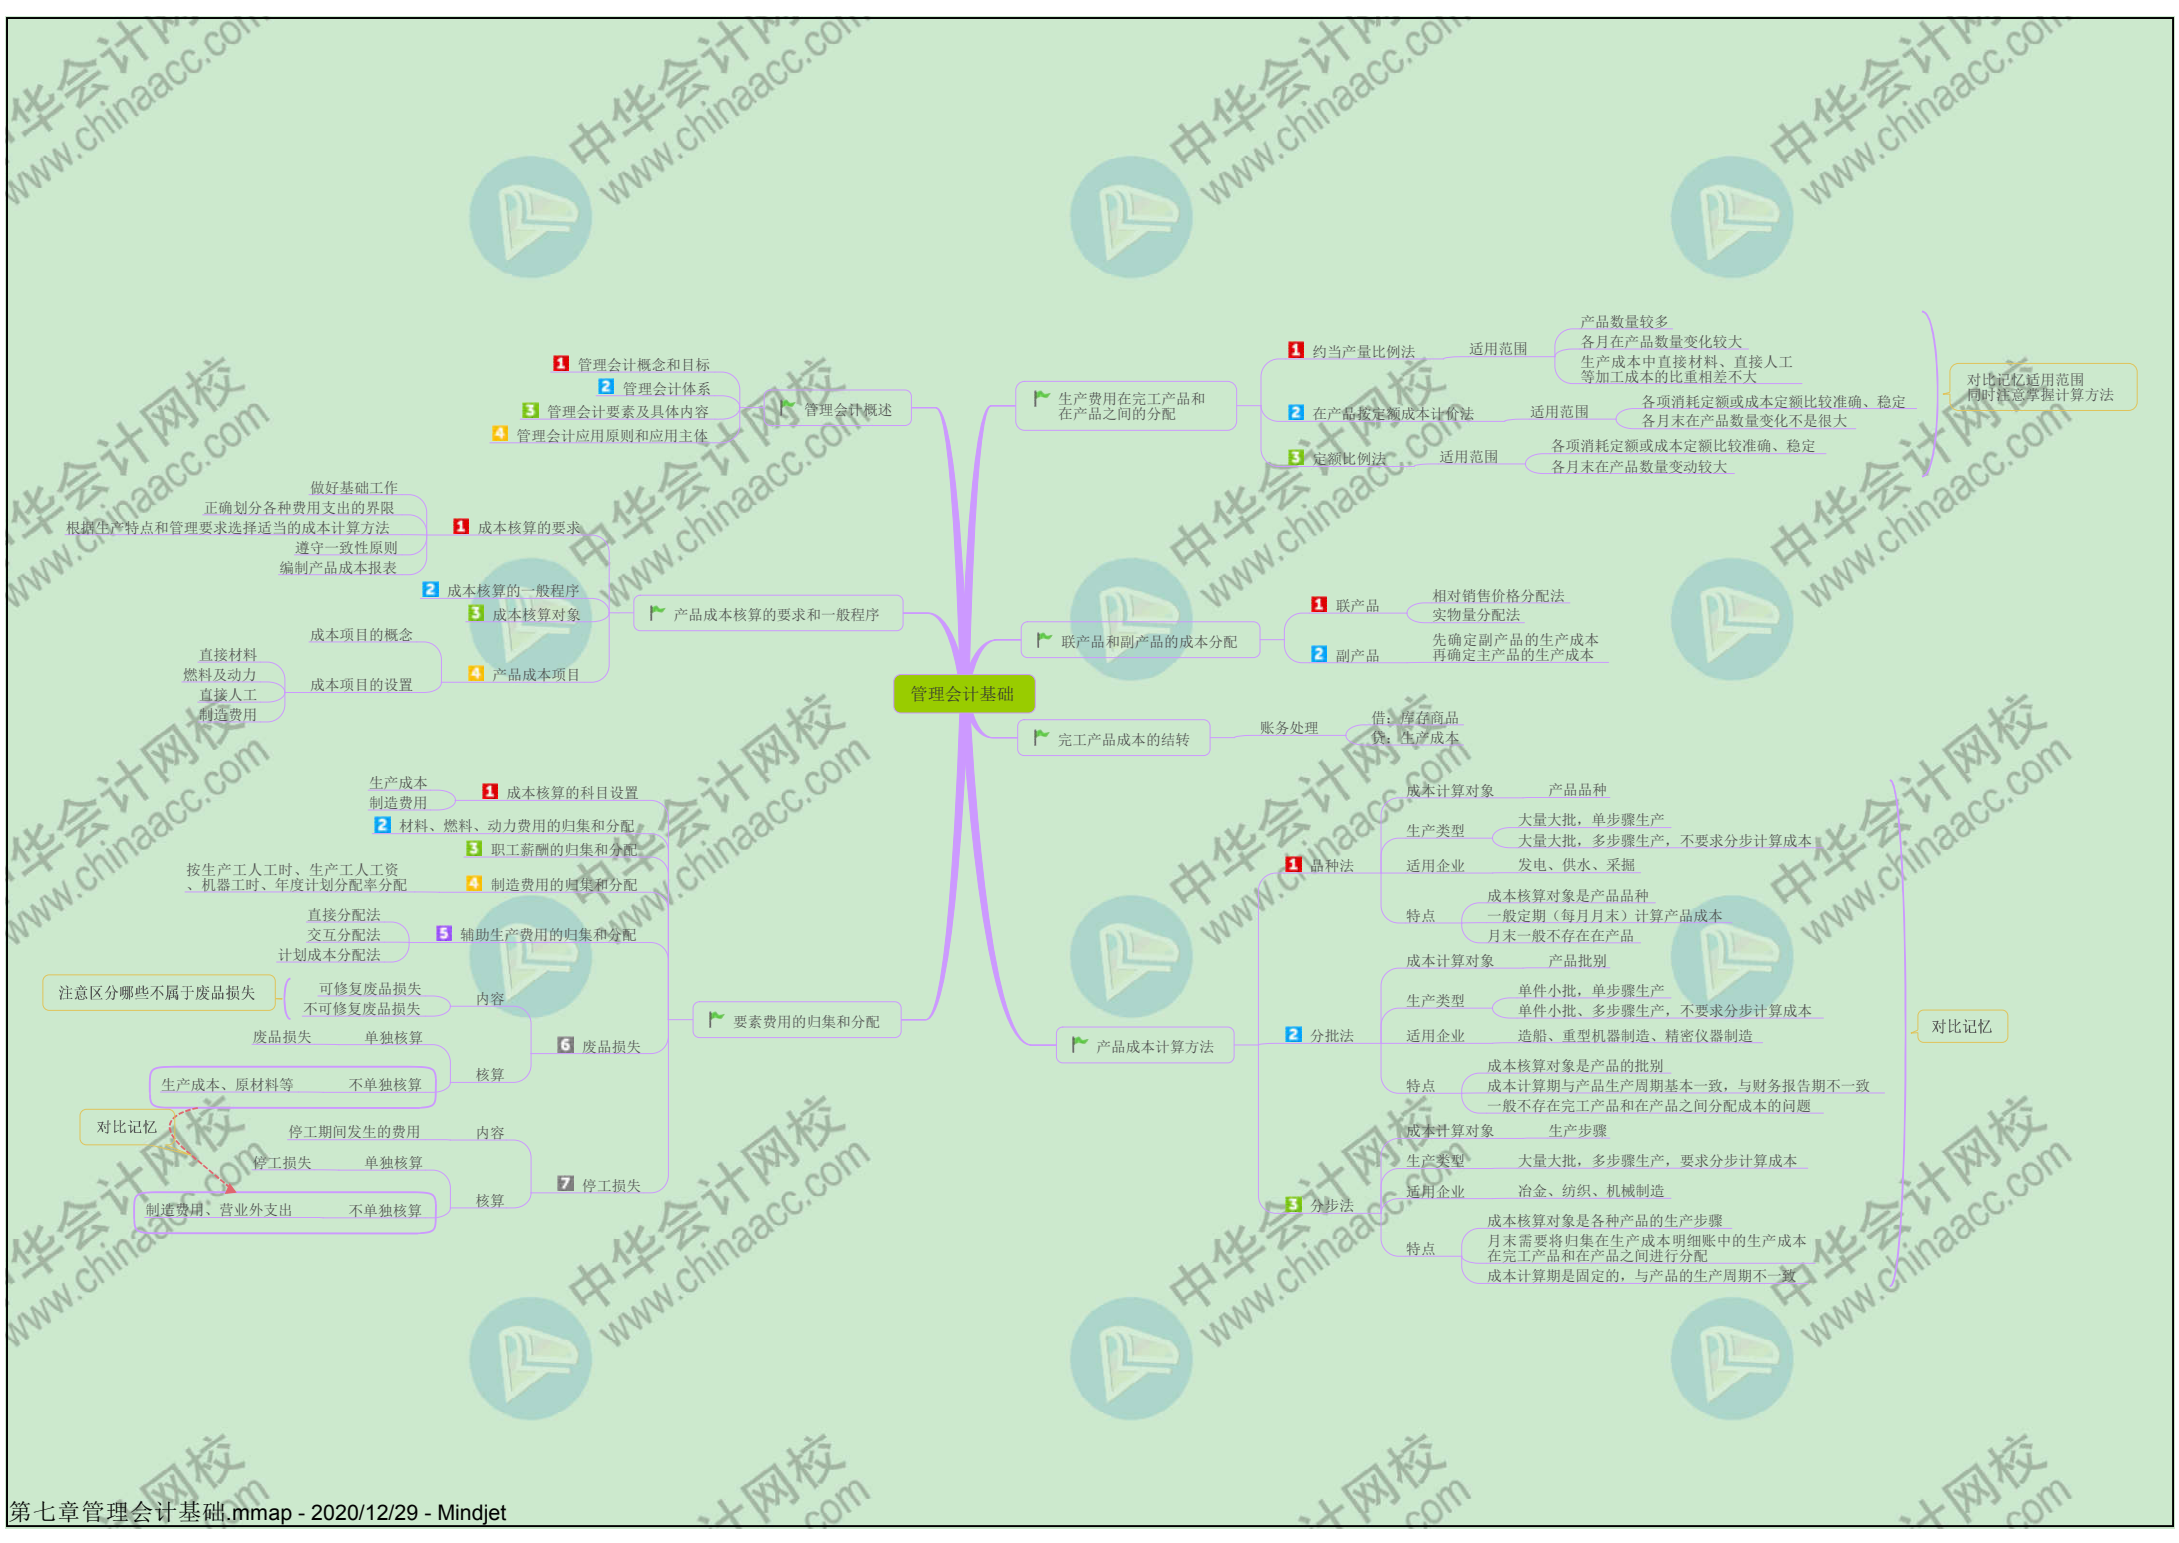 管理会计基础
管理会计概述
1 管理会计概念和目标
2 管理会计体系
3 管理会计要素及具体内容
4 管理会计应用原则和应用主体
产品成本核算的要求和一般程序
1 成本核算的要求
做好基础工作
正确划分各种费用支出的界限
根据生产特点和管理要求选择适当的成本计算方法
遵守一致性原则
编制产品成本报表
2 成本核算的一般程序
3 成本核算对象
4 产品成本项目
成本项目的概念
成本项目的设置
直接材料
燃料及动力
直接人工
制造费用
要素费用的归集和分配
1 成本核算的科目设置
生产成本
制造费用
2 材料、燃料、动力费用的归集和分配
3 职工薪酬的归集和分配
4 制造费用的归集和分配
按生产工人工时、生产工人工资
、机器工时、年度计划分配率分配
5 辅助生产费用的归集和分配
直接分配法
交互分配法
计划成本分配法
6 废品损失
内容
可修复废品损失
不可修复废品损失
注意区分哪些不属于废品损失
核算
单独核算
废品损失
不单独核算
生产成本、原材料等
对比记忆
7 停工损失
内容
停工期间发生的费用
核算
单独核算
停工损失
不单独核算
制造费用、营业外支出
生产费用在完工产品和
在产品之间的分配
1 约当产量比例法
适用范围
产品数量较多
各月在产品数量变化较大
生产成本中直接材料、直接人工
等加工成本的比重相差不大
2 在产品按定额成本计价法
适用范围
各项消耗定额或成本定额比较准确、稳定
各月末在产品数量变化不是很大
3 定额比例法
适用范围
各项消耗定额或成本定额比较准确、稳定
各月末在产品数量变动较大
对比记忆适用范围
同时注意掌握计算方法
联产品和副产品的成本分配
1 联产品
相对销售价格分配法
实物量分配法
2 副产品
先确定副产品的生产成本
再确定主产品的生产成本
完工产品成本的结转
账务处理
借：库存商品
贷：生产成本
产品成本计算方法
1 品种法
成本计算对象
产品品种
生产类型
大量大批，单步骤生产
大量大批，多步骤生产，不要求分步计算成本
适用企业
发电、供水、采掘
特点
成本核算对象是产品品种
一般定期（每月月末）计算产品成本
月末一般不存在在产品
2 分批法
成本计算对象
产品批别
生产类型
单件小批，单步骤生产
单件小批、多步骤生产，不要求分步计算成本
适用企业
造船、重型机器制造、精密仪器制造
特点
成本核算对象是产品的批别
成本计算期与产品生产周期基本一致，与财务报告期不一致
一般不存在完工产品和在产品之间分配成本的问题
3 分步法
成本计算对象
生产步骤
生产类型
大量大批，多步骤生产，要求分步计算成本
适用企业
冶金、纺织、机械制造
特点
成本核算对象是各种产品的生产步骤
月末需要将归集在生产成本明细账中的生产成本
在完工产品和在产品之间进行分配
成本计算期是固定的，与产品的生产周期不一致
对比记忆
第七章管理会计基础.mmap - 2020/12/29 - Mindjet
中华会计网校
www.chinaacc.com